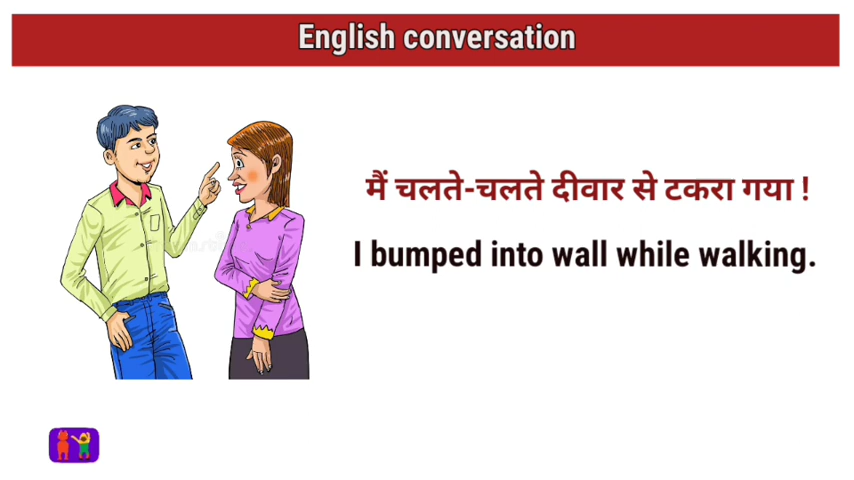 English conversation
मैं चलते-चलते दीवार से टकरा गया !
I bumped into wall while walking.